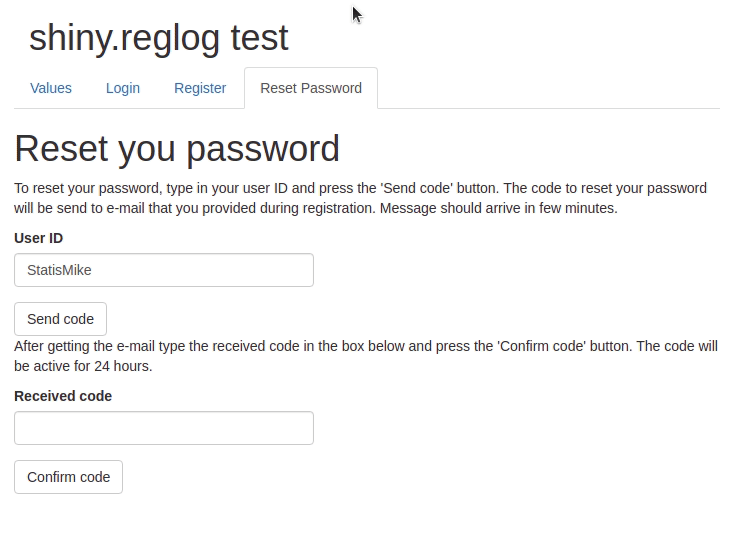 shiny.reglog test
Values Login Register Reset Password
Reset you password
To reset your password, type in your user ID and press the 'Send code' button. The code to reset your password
will be send to e-mail that you provided during registration. Message should arrive in few minutes.
User ID
StatisMike
Send code
After getting the e-mail type the received code in the box below and press the 'Confirm code' button. The code will
be active for 24 hours.
Received code
Confirm code